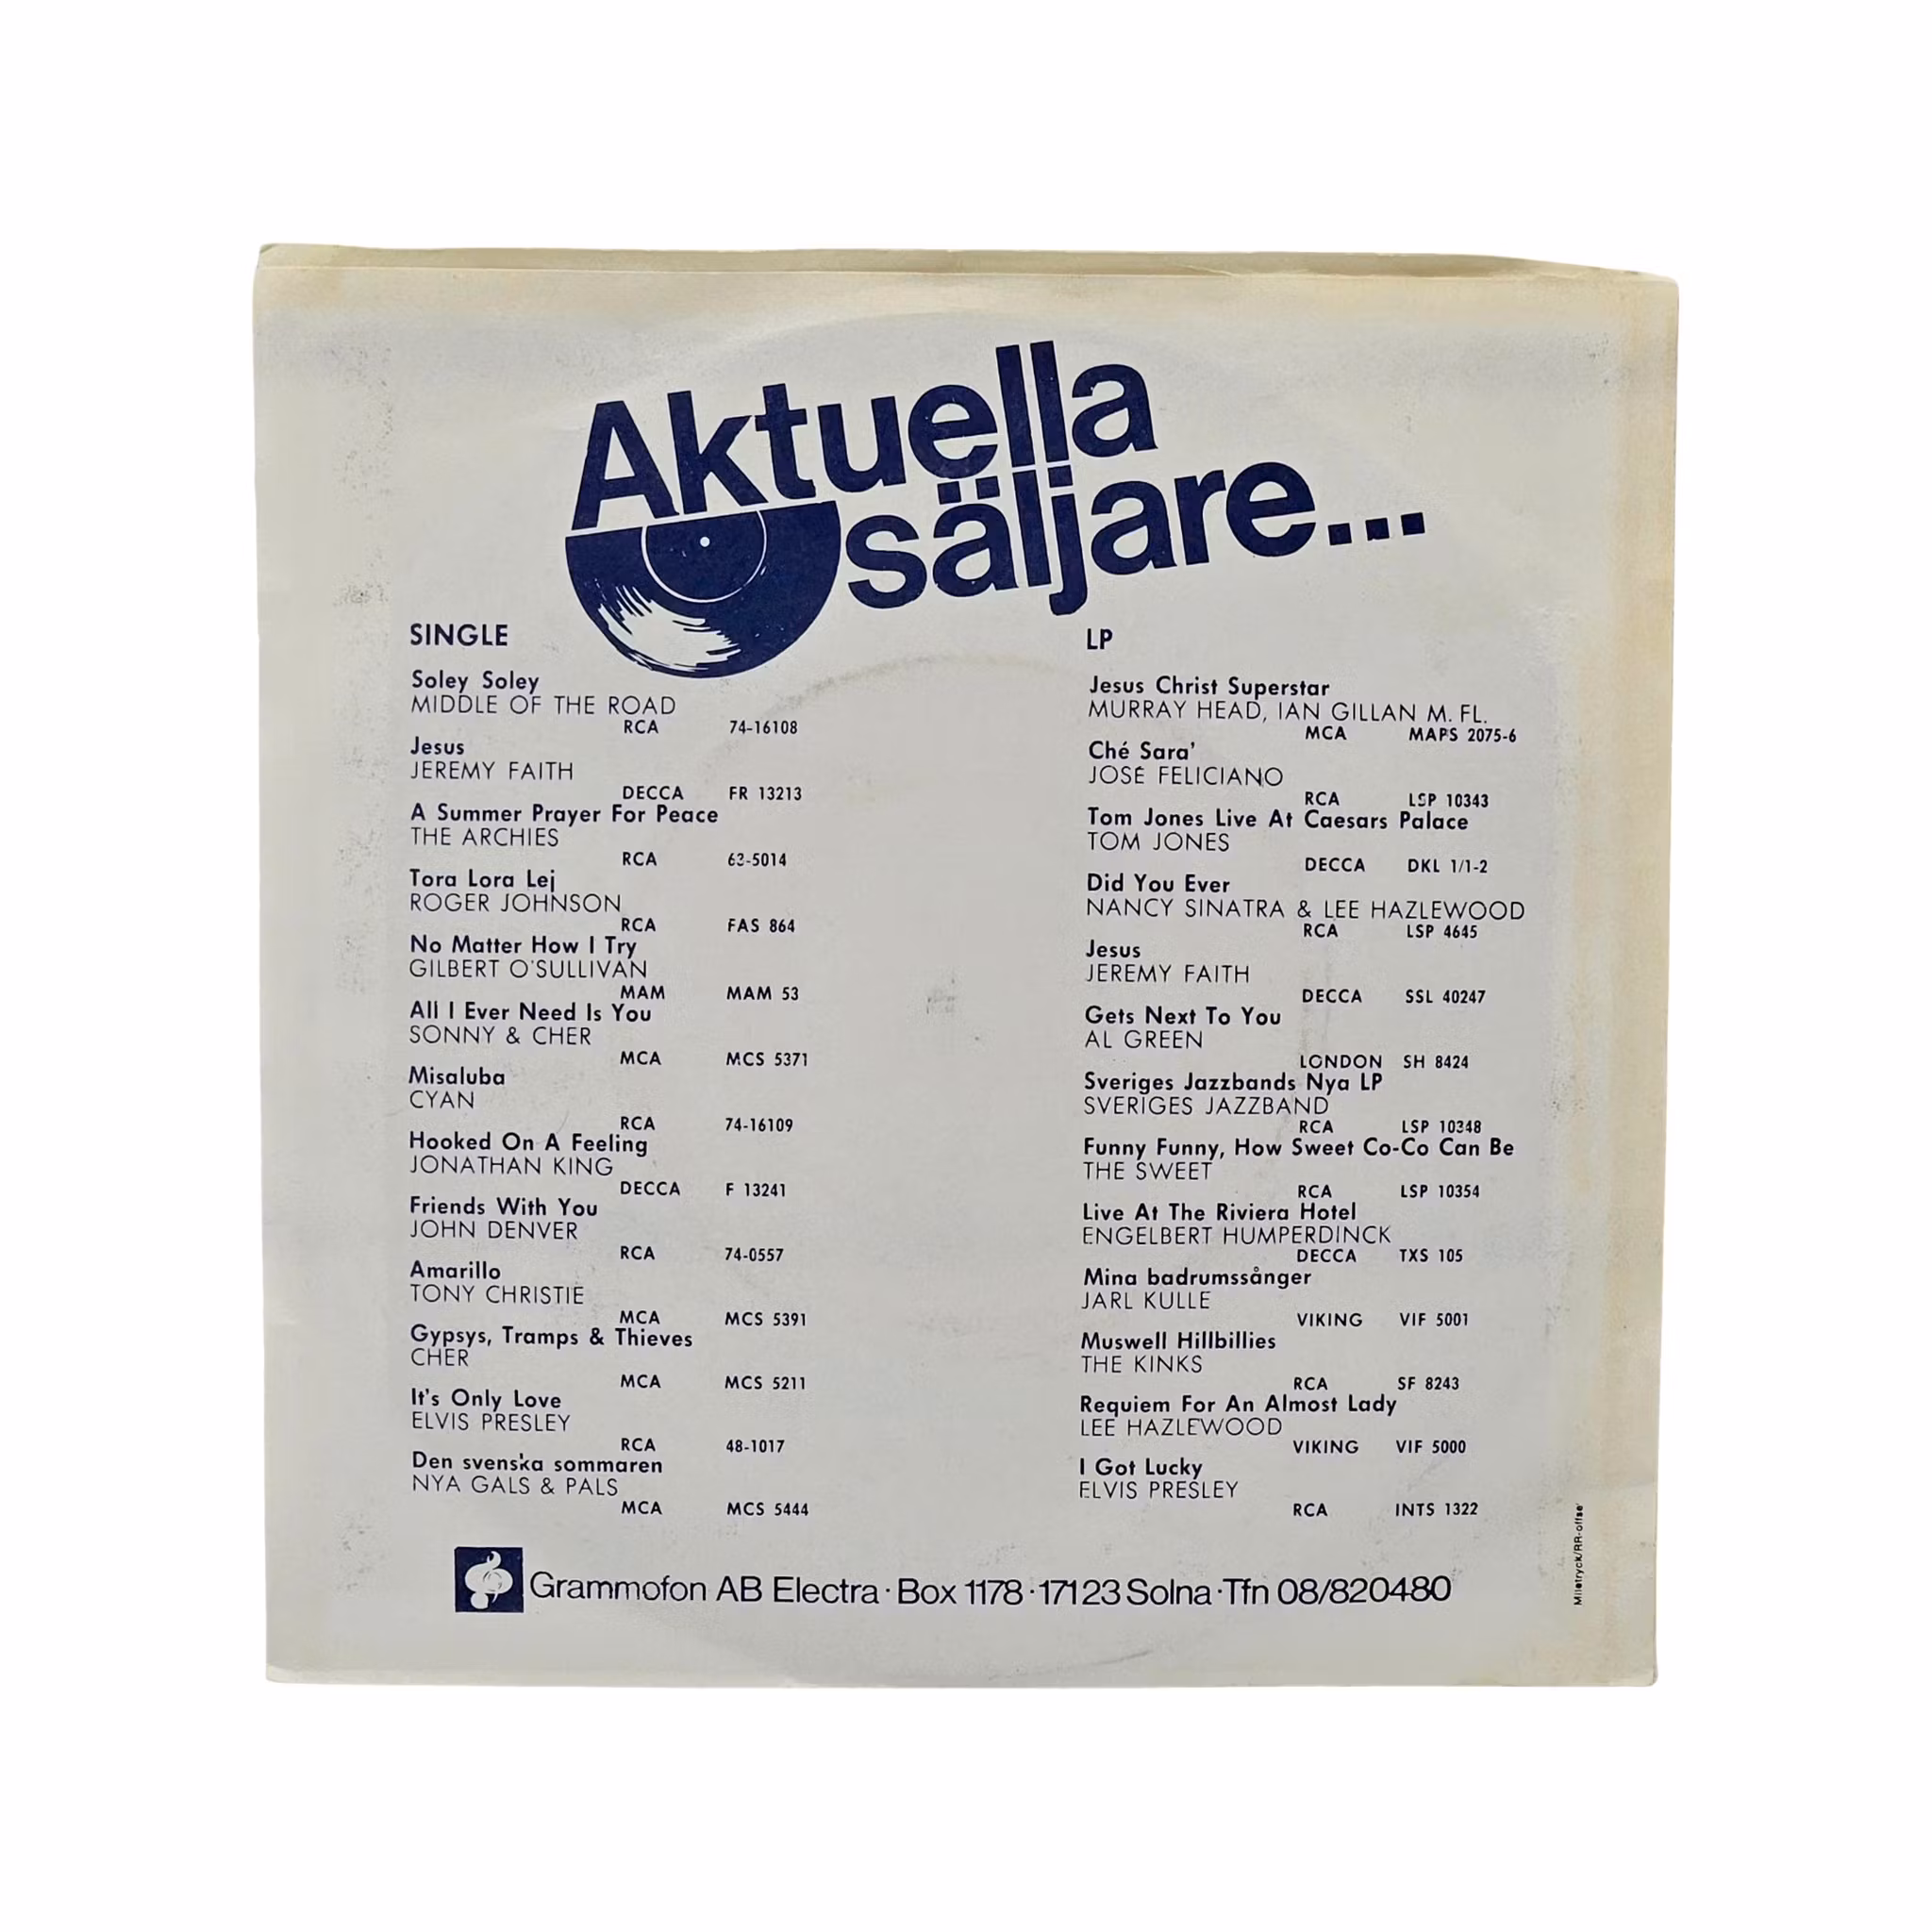 Aktuella
säljare...
SINGLE
Soley Soley
MIDDLE OF THE ROAD
RCA 74-16108
Jesus
JEREMY FAITH
DECCA FR 13213
A Summer Prayer For Peace
THE ARCHIES
RCA 63-5014
Tora Lora Lej
ROGER JOHNSON
RCA FAS 864
No Matter How I Try
GILBERT O'SULLIVAN
MAM MAM 53
All I Ever Need Is You
SONNY & CHER
MCA MCS 5371
Misaluba
CYAN
RCA 74-16109
Hooked On A Feeling
JONATHAN KING
DECCA F 13241
Friends With You
JOHN DENVER
RCA 74-0557
Amarillo
TONY CHRISTIE
MCA MCS 5391
Gypsys, Tramps & Thieves
CHER
MCA MCS 5211
It's Only Love
ELVIS PRESLEY
RCA 48-1017
Den svenska sommaren
NYA GALS & PALS
MCA MCS 5444
LP
Jesus Christ Superstar
MURRAY HEAD, IAN GILLAN M. FL.
MCA MAPS 2075-6
Ché Sara'
JOSÉ FELICIANO
RCA LSP 10343
Tom Jones Live At Caesars Palace
TOM JONES
DECCA DKL 1/1-2
Did You Ever
NANCY SINATRA & LEE HAZLEWOOD
RCA LSP 4645
Jesus
JEREMY FAITH
DECCA SSL 40247
Gets Next To You
AL GREEN
LONDON SH 8424
Sveriges Jazzbands Nya LP
SVERIGES JAZZBAND
RCA LSP 10348
Funny Funny, How Sweet Co-Co Can Be
THE SWEET
RCA LSP 10354
Live At The Riviera Hotel
ENGELBERT HUMPERDINCK
DECCA TXS 105
Mina badrumssånger
JARL KULLE
VIKING VIF 5001
Muswell Hillbillies
THE KINKS
RCA SF 8243
Requiem For An Almost Lady
LEE HAZLEWOOD
VIKING VIF 5000
I Got Lucky
ELVIS PRESLEY
RCA INTS 1322
Grammofon AB Electra · Box 1178 · 171 23 Solna · Tfn 08/820480